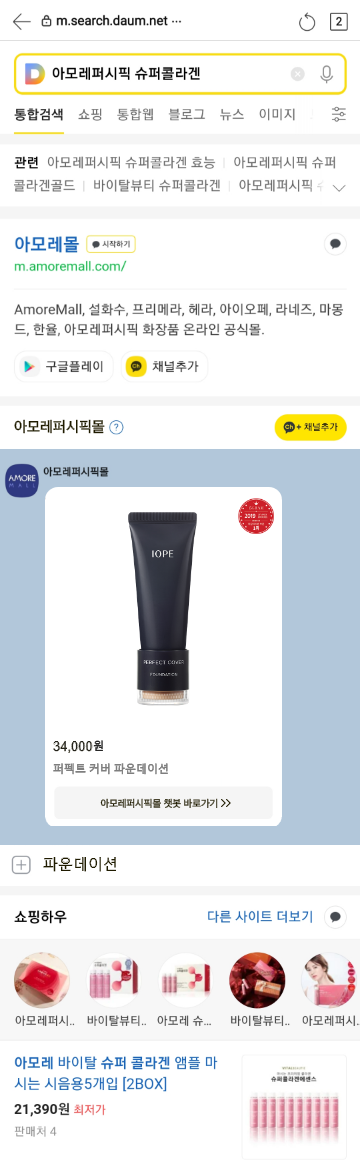 m.search.daum.net ···
2
아모레퍼시픽 슈퍼콜라겐
통합검색 쇼핑 통합웹 블로그 뉴스 이미지
관련 아모레퍼시픽 슈퍼콜라겐 효능 아모레퍼시픽 슈퍼
콜라겐골드 바이탈뷰티 슈퍼콜라겐 아모레퍼시픽
아모레몰 시작하기
m.amoremall.com/
AmoreMall, 설화수, 프리메라, 헤라, 아이오페, 라네즈, 마몽
드, 한율, 아모레퍼시픽 화장품 온라인 공식몰.
구글플레이 Ch 채널추가
아모레퍼시픽몰 ? Ch+ 채널추가
AMORE
MALL
아모레퍼시픽몰
2019
IOPE
PERFECT COVER
FOUNDATION
34,000원
퍼펙트 커버 파운데이션
아모레퍼시픽몰 챗봇 바로가기 >>
파운데이션
쇼핑하우 다른 사이트 더보기
아모레퍼시.. 바이탈뷰티.. 아모레 슈... 바이탈뷰티.. 아모레퍼시.
아모레 바이탈 슈퍼 콜라겐 앰플 마
시는 시음용5개입 [2BOX]
21,390원 최저가
판매처 4
슈퍼콜라겐에센스